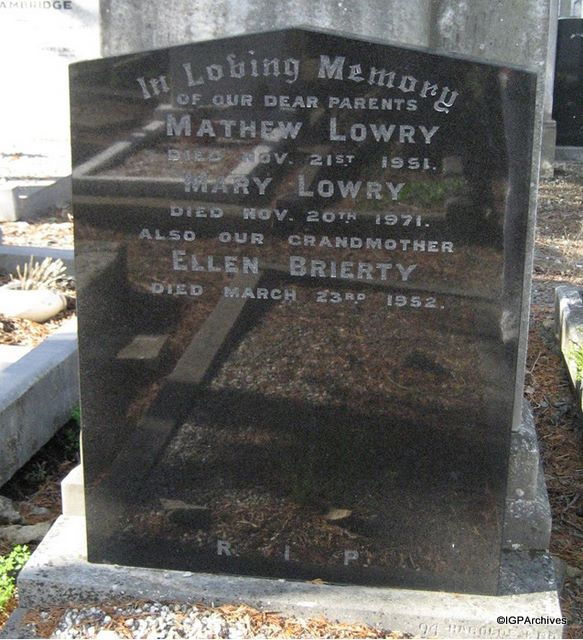 AMBRIDGE
In Loving Memory
OF OUR DEAR PARENTS
MATHEW LOWRY
DIED NOV. 21ST 1951.
MARY LOWRY
DIED NOV. 20TH 1971.
ALSO OUR GRANDMOTHER
ELLEN BRIERTY
DIED MARCH 23RD 1952.
R I P
©IGPArchives